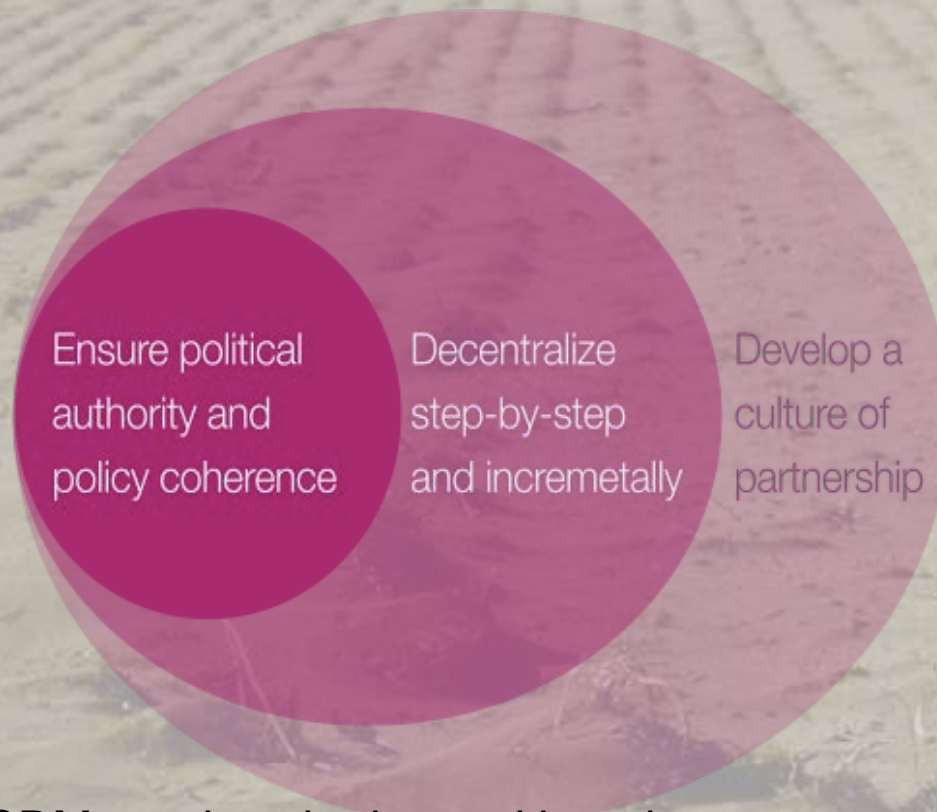 Ensure political
authority and
policy coherence
Decentralize
step-by-step
and incremetally
Develop a
culture of
partnership